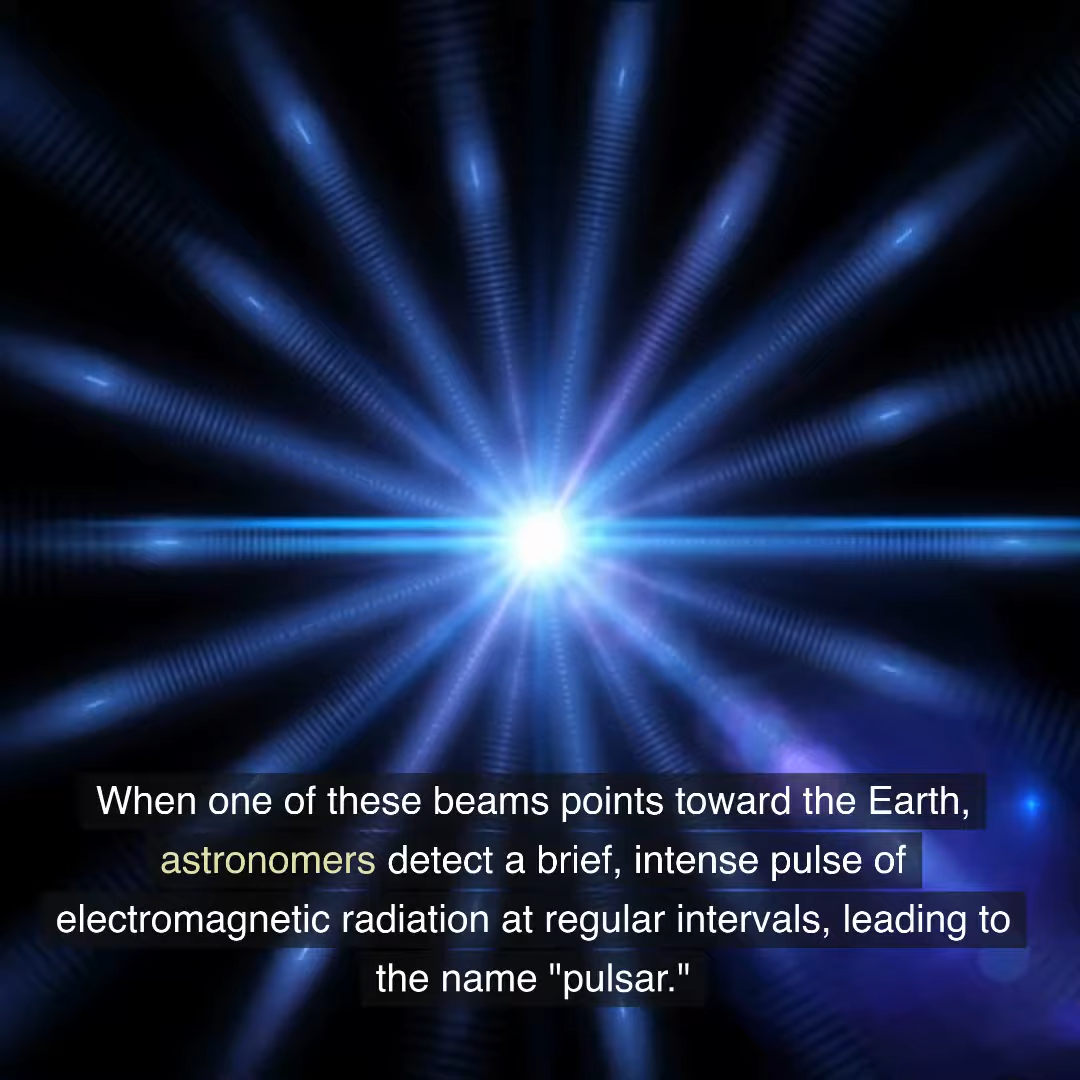 When one of these beams points toward the Earth,
astronomers detect a brief, intense pulse of
electromagnetic radiation at regular intervals, leading to
the name "pulsar."